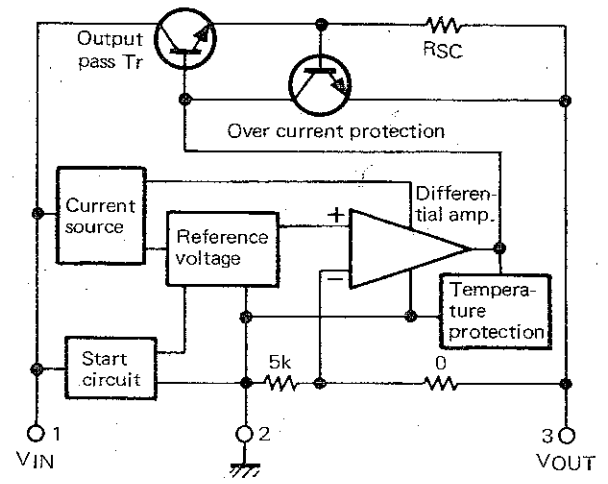 Output
pass Tr
RSC
Over current protection
Current
source
Reference
voltage
+
−
Differen-
tial amp.
Tempera-
ture
protection
Start
circuit
5k
0
1
2
3
VIN
VOUT